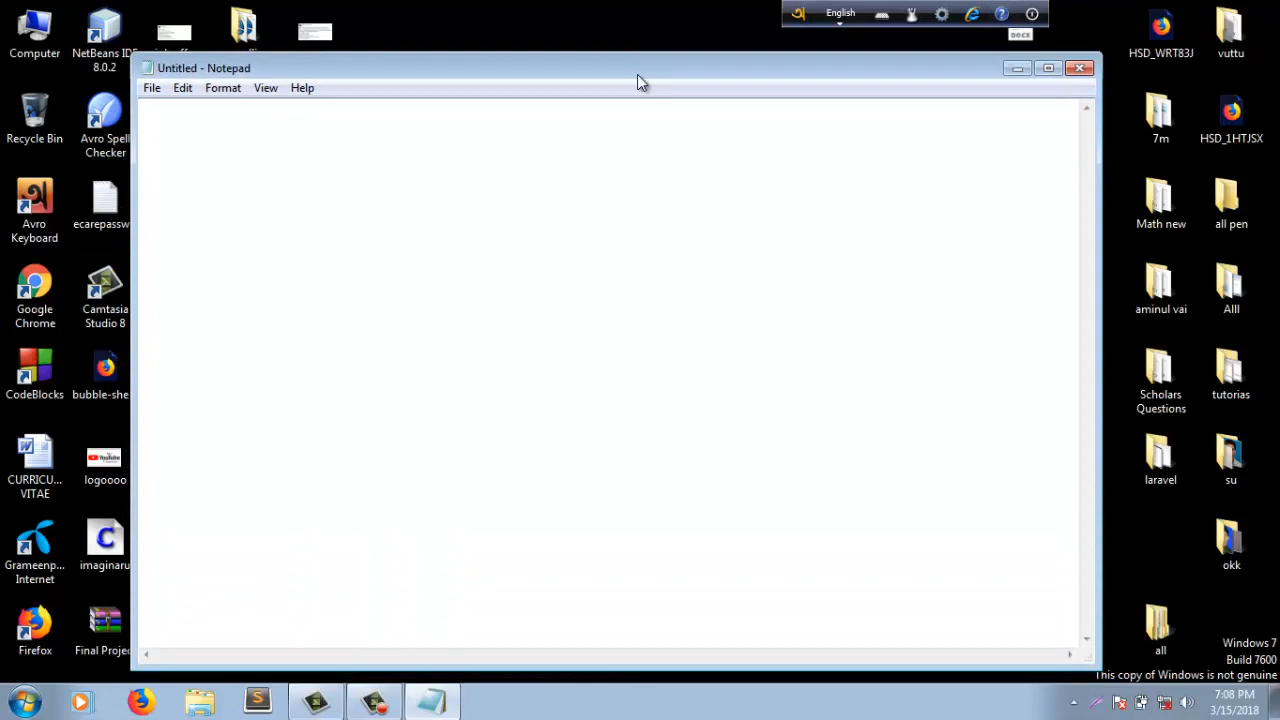 Computer
NetBeans IDE
8.0.2
English
DOCX
HSD_WRT83J
vuttu
Untitled - Notepad
File Edit Format View Help
Recycle Bin
Avro Spell
Checker
7m
HSD_1HTJSX
Avro
Keyboard
ecarepassw
Math new
all pen
Google
Chrome
Camtasia
Studio 8
aminul vai
Alll
CodeBlocks
bubble-she
Scholars
Questions
tutorias
CURRICU...
VITAE
YouTube
logoooo
laravel
su
Grameenp...
Internet
C
imaginaru
okk
Firefox
Final Projec
all
Windows 7
Build 7600
This copy of Windows is not genuine
7:08 PM
3/15/2018